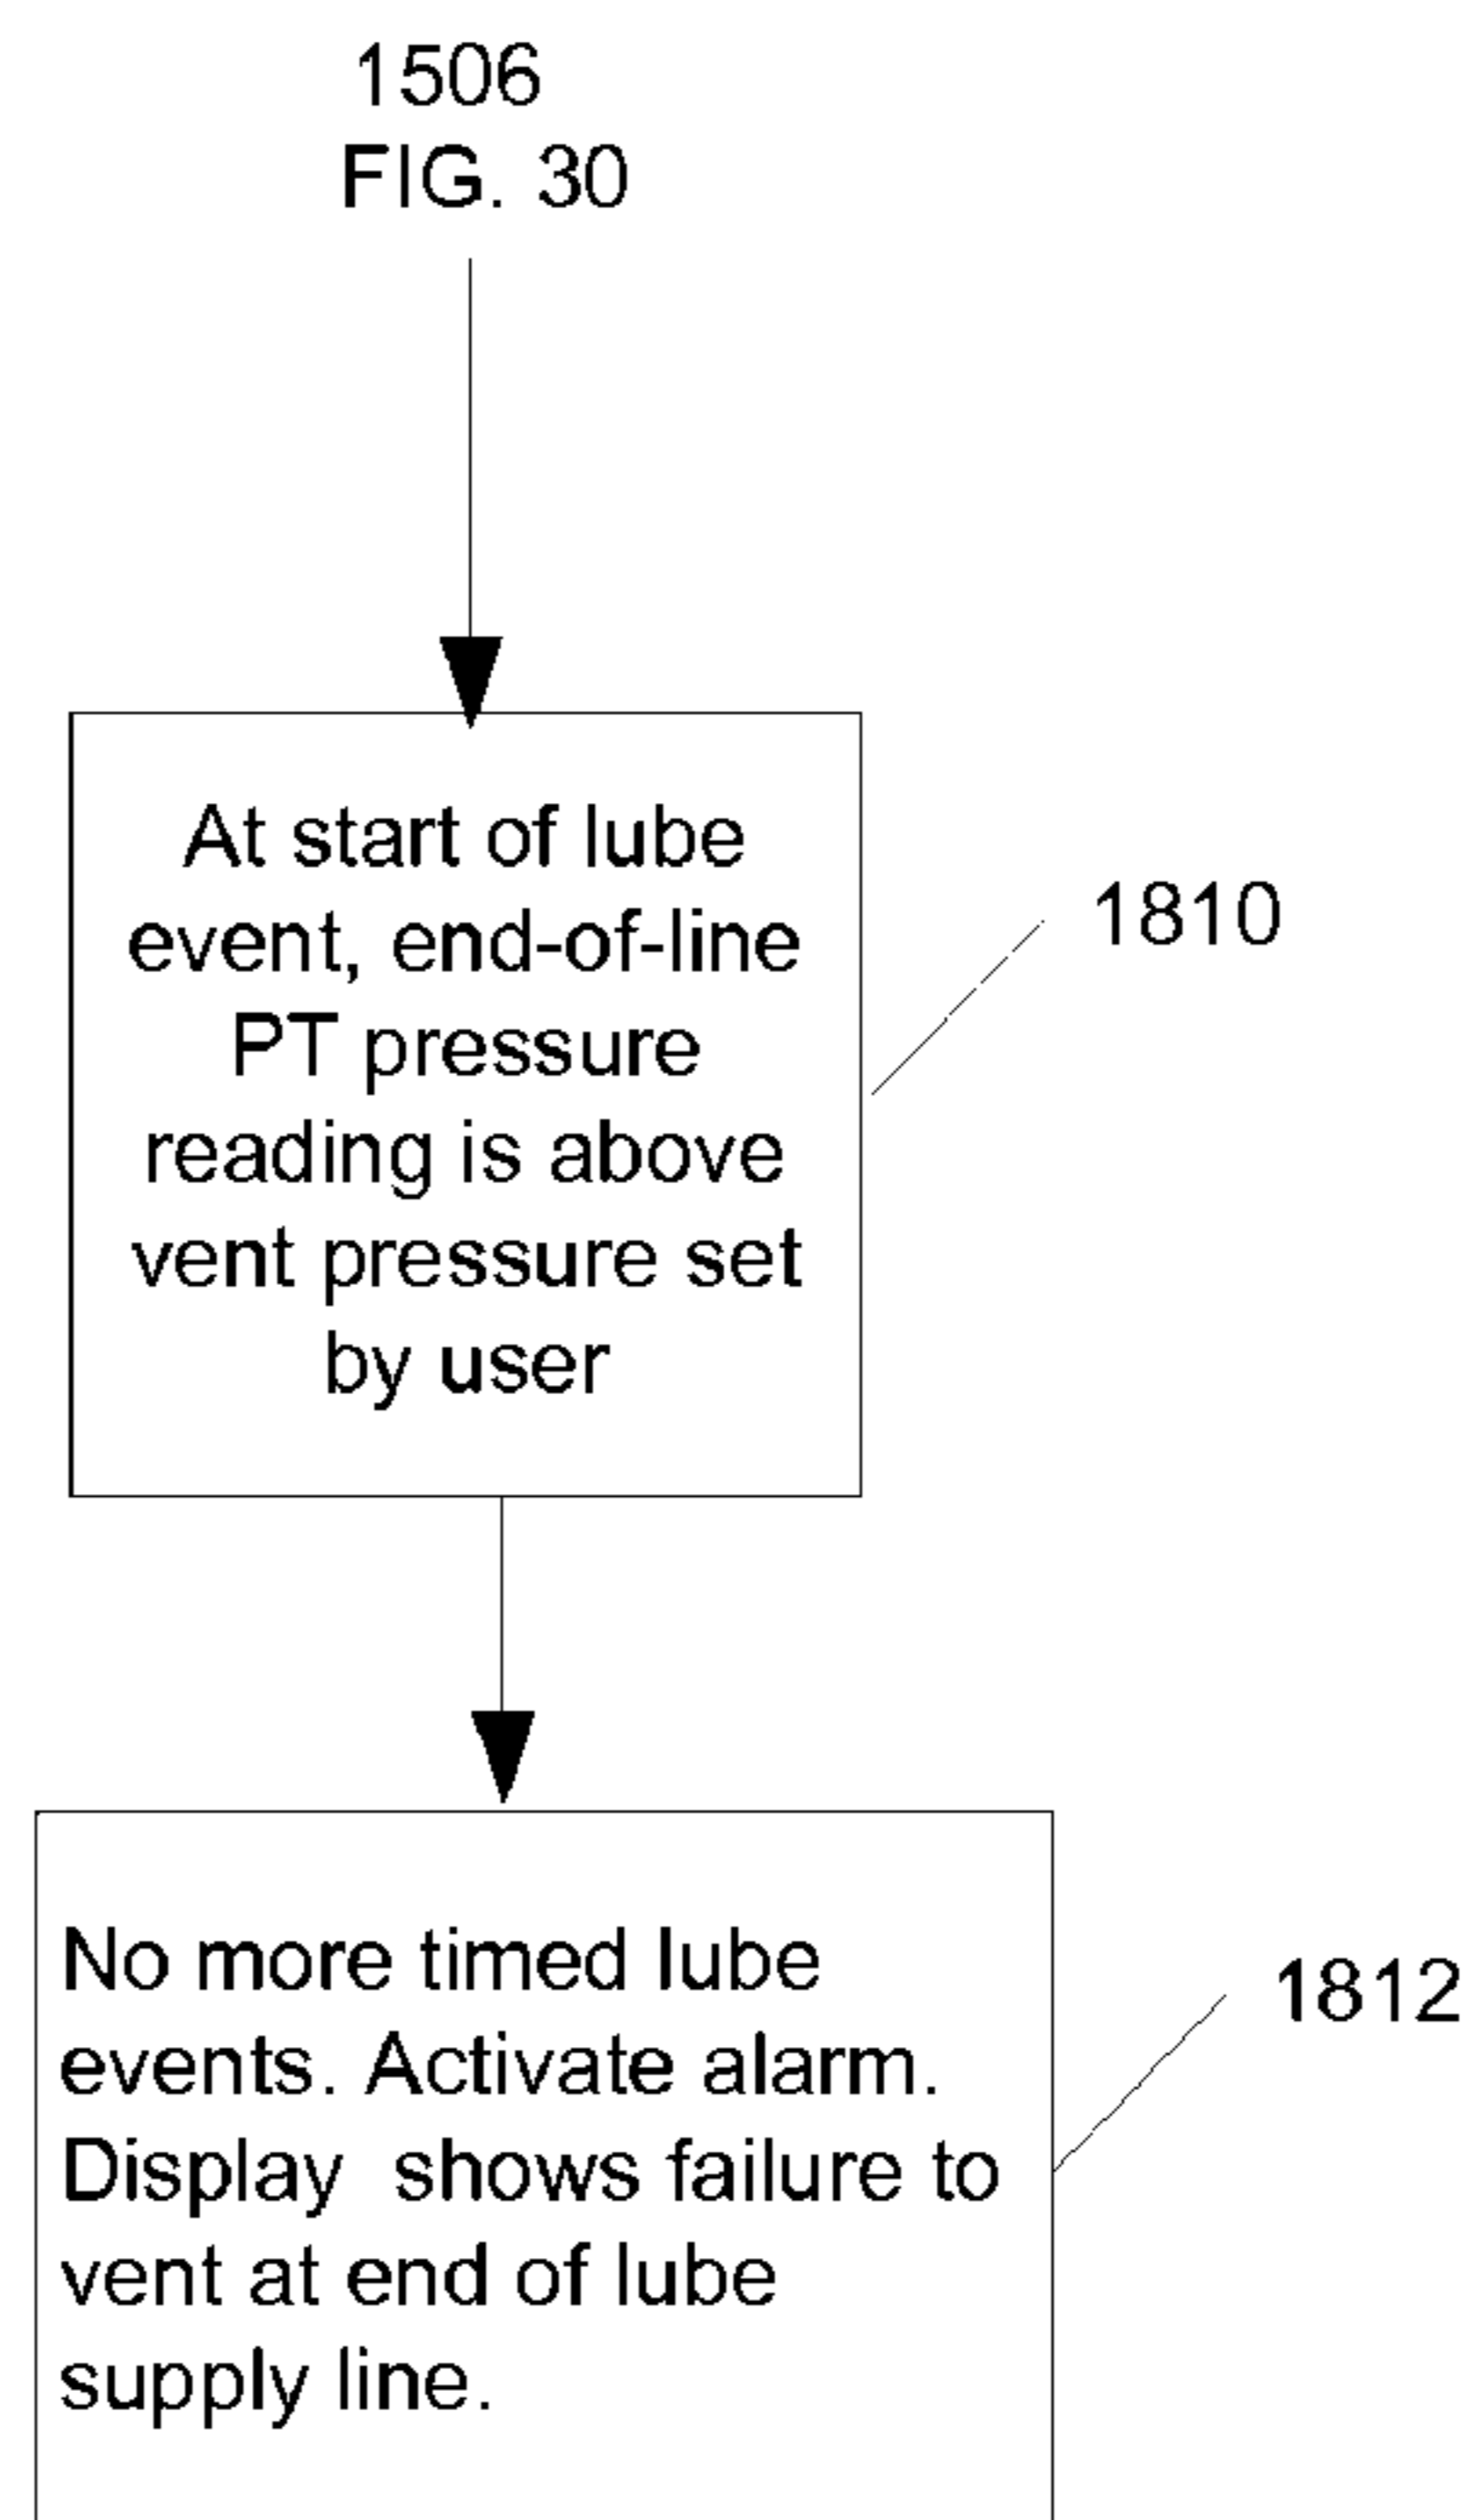 1506
FIG. 30
At start of lube
event, end-of-line
PT pressure
reading is above
vent pressure set
by user
1810
No more timed lube
events. Activate alarm.
Display shows failure to
vent at end of lube
supply line.
1812